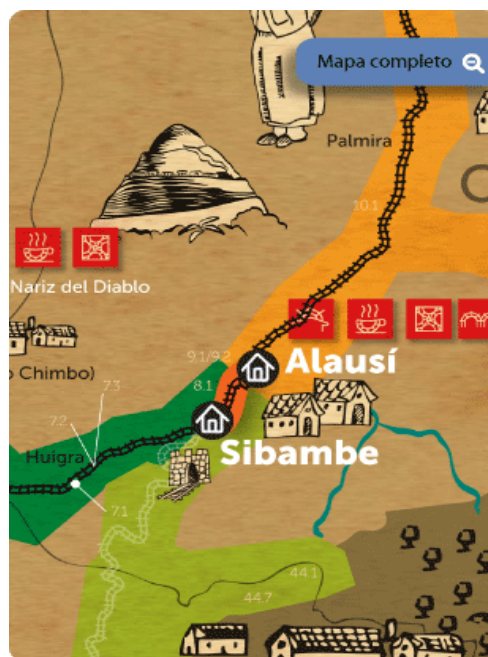 Mapa completo
Palmira
10.1
Nariz del Diablo
9.1/9.2
Alausí
o Chimbo)
7.3
8.1
7.2
Sibambe
Huigra
7.1
44.1
44.7